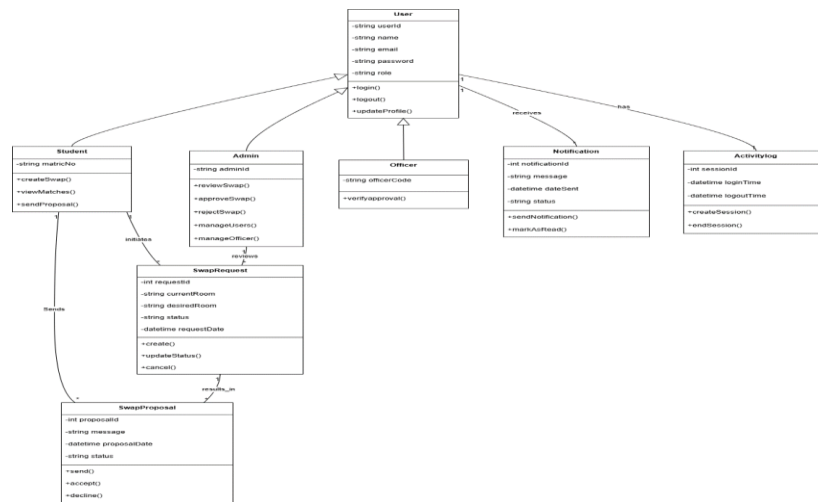 User
-string userId
-string name
-string email
-string password
-string role
+login()
+logout()
+updateProfile()
receives
has
Student
-string matricNo
+createSwap()
+viewMatches()
+sendProposal()
Admin
-string adminId
+reviewSwap()
+approveSwap()
+rejectSwap()
+manageUsers()
+manageOfficer()
Officer
-string officerCode
+verifyapproval()
Notification
-int notificationId
-string message
-datetime dateSent
-string status
+sendNotification()
+markAsRead()
Activitylog
-int sessionId
-datetime loginTime
-datetime logoutTime
+createSession()
+endSession()
initiates
reviews
SwapRequest
-int requestId
-string currentRoom
-string desiredRoom
-string status
-datetime requestDate
+create()
+updateStatus()
+cancel()
Sends
results_in
SwapProposal
-int proposalId
-string message
-datetime proposalDate
-string status
+send()
+accept()
+decline()